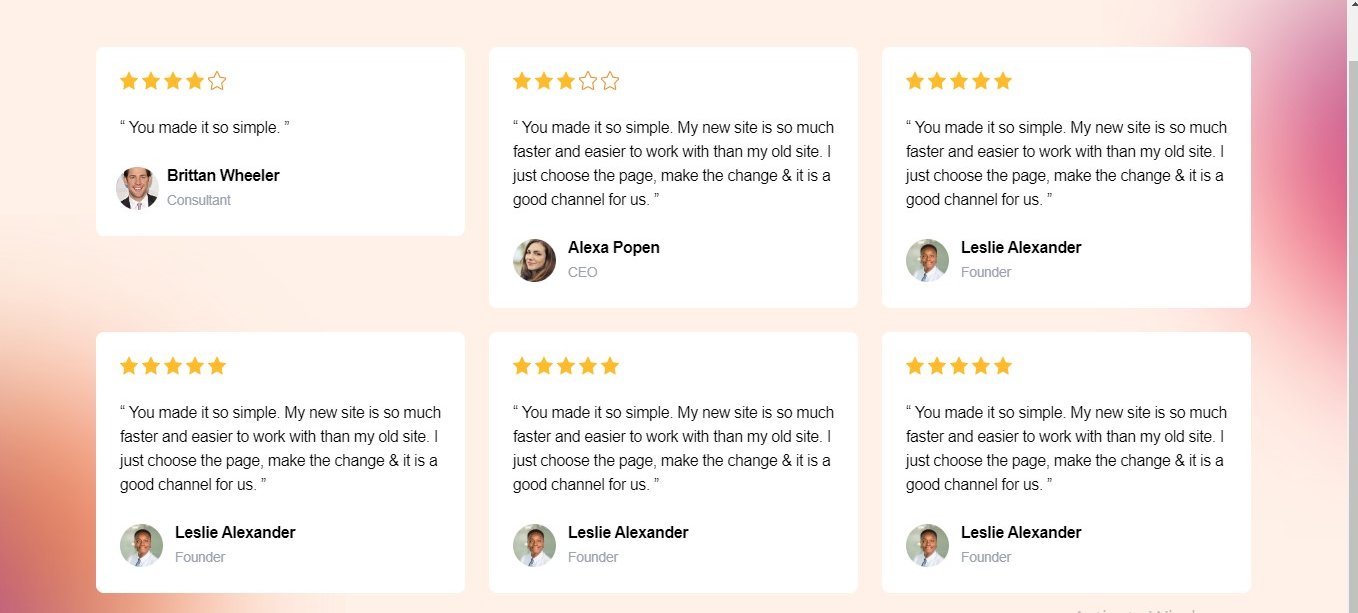 “ You made it so simple. ”
Brittan Wheeler
Consultant
“ You made it so simple. My new site is so much
faster and easier to work with than my old site. I
just choose the page, make the change & it is a
good channel for us. ”
Alexa Popen
CEO
“ You made it so simple. My new site is so much
faster and easier to work with than my old site. I
just choose the page, make the change & it is a
good channel for us. ”
Leslie Alexander
Founder
“ You made it so simple. My new site is so much
faster and easier to work with than my old site. I
just choose the page, make the change & it is a
good channel for us. ”
Leslie Alexander
Founder
“ You made it so simple. My new site is so much
faster and easier to work with than my old site. I
just choose the page, make the change & it is a
good channel for us. ”
Leslie Alexander
Founder
“ You made it so simple. My new site is so much
faster and easier to work with than my old site. I
just choose the page, make the change & it is a
good channel for us. ”
Leslie Alexander
Founder